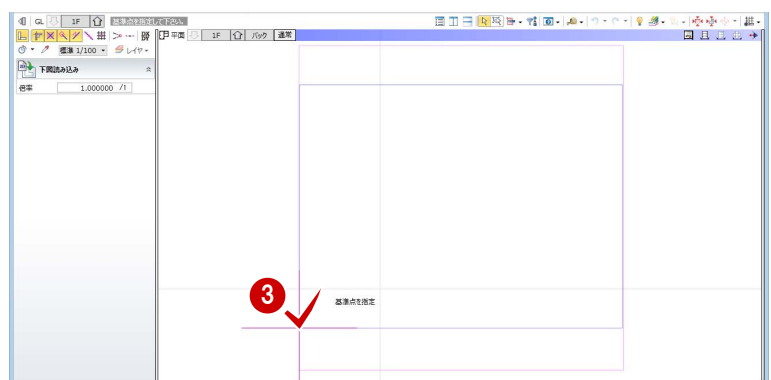 GL 1F 基準点を指定して下さい。
平面 1F バック 通常
標準 1/100 レイヤ
下図読み込み
倍率 1.000000 /1
3
基準点を指定